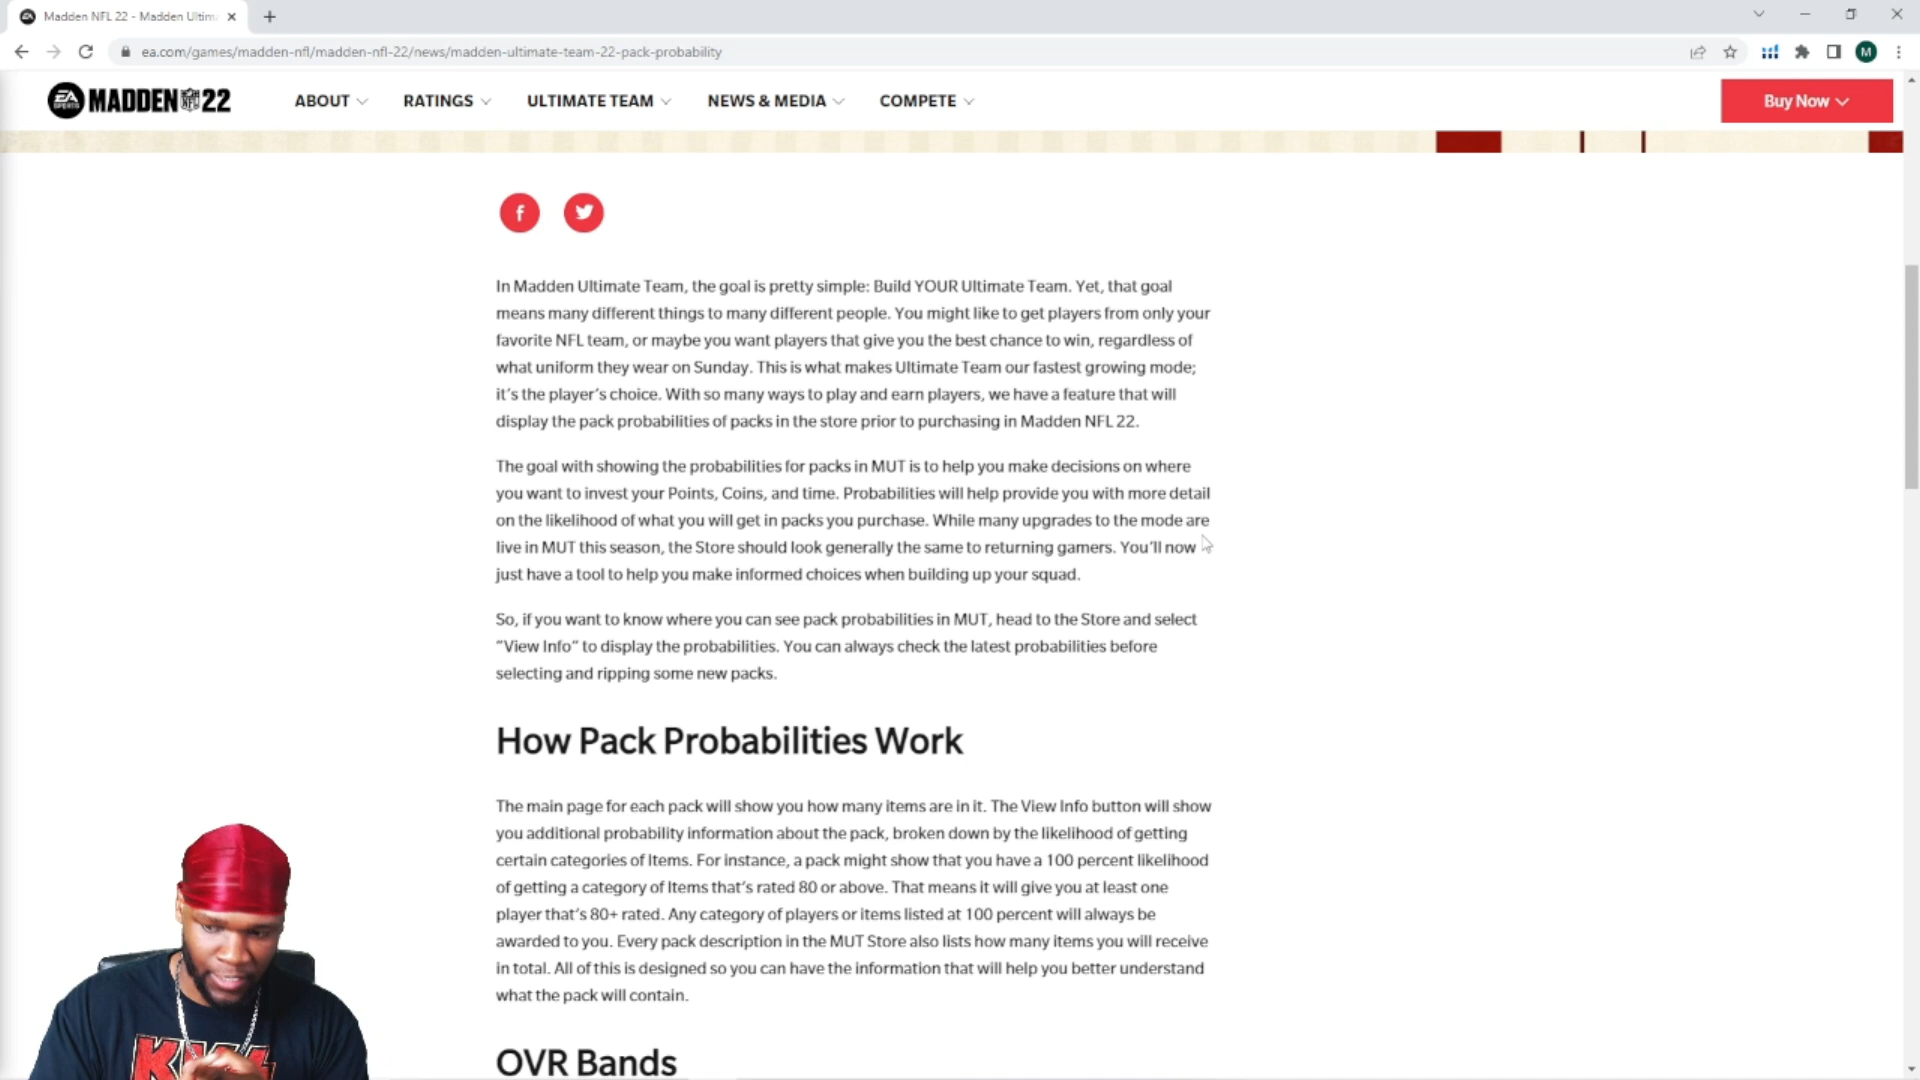 Madden NFL 22 - Madden Ultim
ea.com/games/madden-nfl/madden-nfl-22/news/madden-ultimate-team-22-pack-probability
M
EA SPORTS MADDEN NFL 22
ABOUT
RATINGS
ULTIMATE TEAM
NEWS & MEDIA
COMPETE
Buy Now
In Madden Ultimate Team, the goal is pretty simple: Build YOUR Ultimate Team. Yet, that goal
means many different things to many different people. You might like to get players from only your
favorite NFL team, or maybe you want players that give you the best chance to win, regardless of
what uniform they wear on Sunday. This is what makes Ultimate Team our fastest growing mode;
it's the player's choice. With so many ways to play and earn players, we have a feature that will
display the pack probabilities of packs in the store prior to purchasing in Madden NFL 22.
The goal with showing the probabilities for packs in MUT is to help you make decisions on where
you want to invest your Points, Coins, and time. Probabilities will help provide you with more detail
on the likelihood of what you will get in packs you purchase. While many upgrades to the mode are
live in MUT this season, the Store should look generally the same to returning gamers. You'll now
just have a tool to help you make informed choices when building up your squad.
So, if you want to know where you can see pack probabilities in MUT, head to the Store and select
"View Info" to display the probabilities. You can always check the latest probabilities before
selecting and ripping some new packs.
How Pack Probabilities Work
The main page for each pack will show you how many items are in it. The View Info button will show
you additional probability information about the pack, broken down by the likelihood of getting
certain categories of Items. For instance, a pack might show that you have a 100 percent likelihood
of getting a category of Items that's rated 80 or above. That means it will give you at least one
player that's 80+ rated. Any category of players or items listed at 100 percent will always be
awarded to you. Every pack description in the MUT Store also lists how many items you will receive
in total. All of this is designed so you can have the information that will help you better understand
what the pack will contain.
OVR Bands